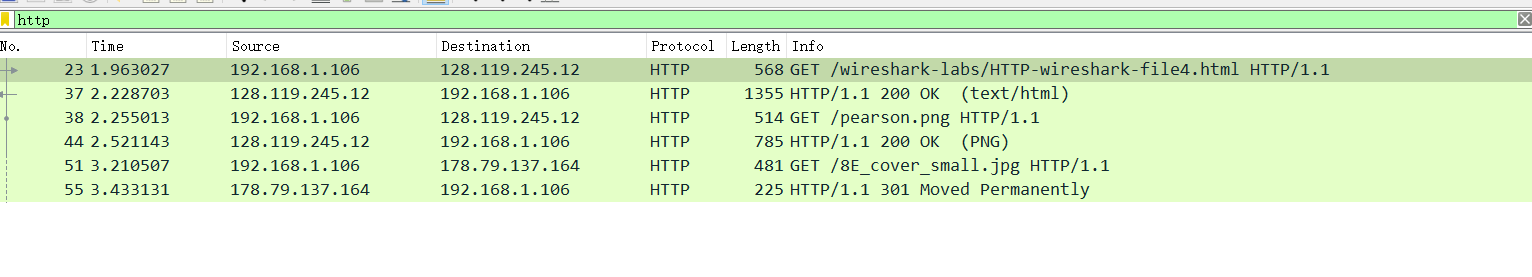 http
No. Time Source Destination Protocol Length Info
23 1.963027 192.168.1.106 128.119.245.12 HTTP 568 GET /wireshark-labs/HTTP-wireshark-file4.html HTTP/1.1
37 2.228703 128.119.245.12 192.168.1.106 HTTP 1355 HTTP/1.1 200 OK (text/html)
38 2.255013 192.168.1.106 128.119.245.12 HTTP 514 GET /pearson.png HTTP/1.1
44 2.521143 128.119.245.12 192.168.1.106 HTTP 785 HTTP/1.1 200 OK (PNG)
51 3.210507 192.168.1.106 178.79.137.164 HTTP 481 GET /8E_cover_small.jpg HTTP/1.1
55 3.433131 178.79.137.164 192.168.1.106 HTTP 225 HTTP/1.1 301 Moved Permanently